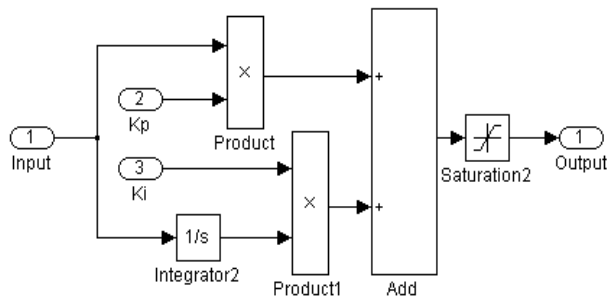 2
Kp
×
Product
+
1
Input
3
Ki
1/s
Integrator2
×
Product1
+
Add
Saturation2
1
Output